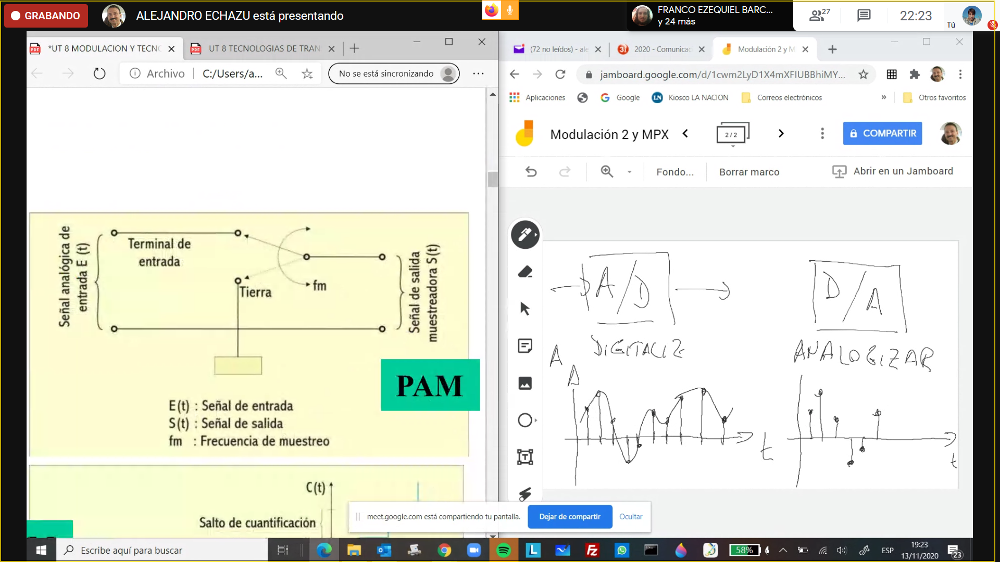 GRABANDO
ALEJANDRO ECHAZU está presentando
FRANCO EZEQUIEL BARC...
y 24 más
27
22:23
Tú
*UT 8 MODULACION Y TECNO
UT 8 TECNOLOGIAS DE TRAN
Archivo
C:/Users/a...
No se está sincronizando
(72 no leídos) - ale
2020 - Comunicac
Modulación 2 y M
jamboard.google.com/d/1cwm2LyD1X4mXFIUBBhiMY...
Aplicaciones
Google
LN
Kiosco LA NACION
Correos electrónicos
»
Otros favoritos
Modulación 2 y MPX
2 / 2
COMPARTIR
Fondo...
Borrar marco
Abrir en un Jamboard
Señal analógica de
entrada E (t)
Terminal de
entrada
Tierra
fm
Señal de salida
muestreadora S(t)
PAM
E(t) : Señal de entrada
S(t) : Señal de salida
fm : Frecuencia de muestreo
C(t)
Salto de cuantificación
A/D
D/A
DIGITALIZ
ANALOGIZAR
A
A
t
t
meet.google.com está compartiendo tu pantalla.
Dejar de compartir
Ocultar
Escribe aquí para buscar
58%
ESP
19:23
13/11/2020
23